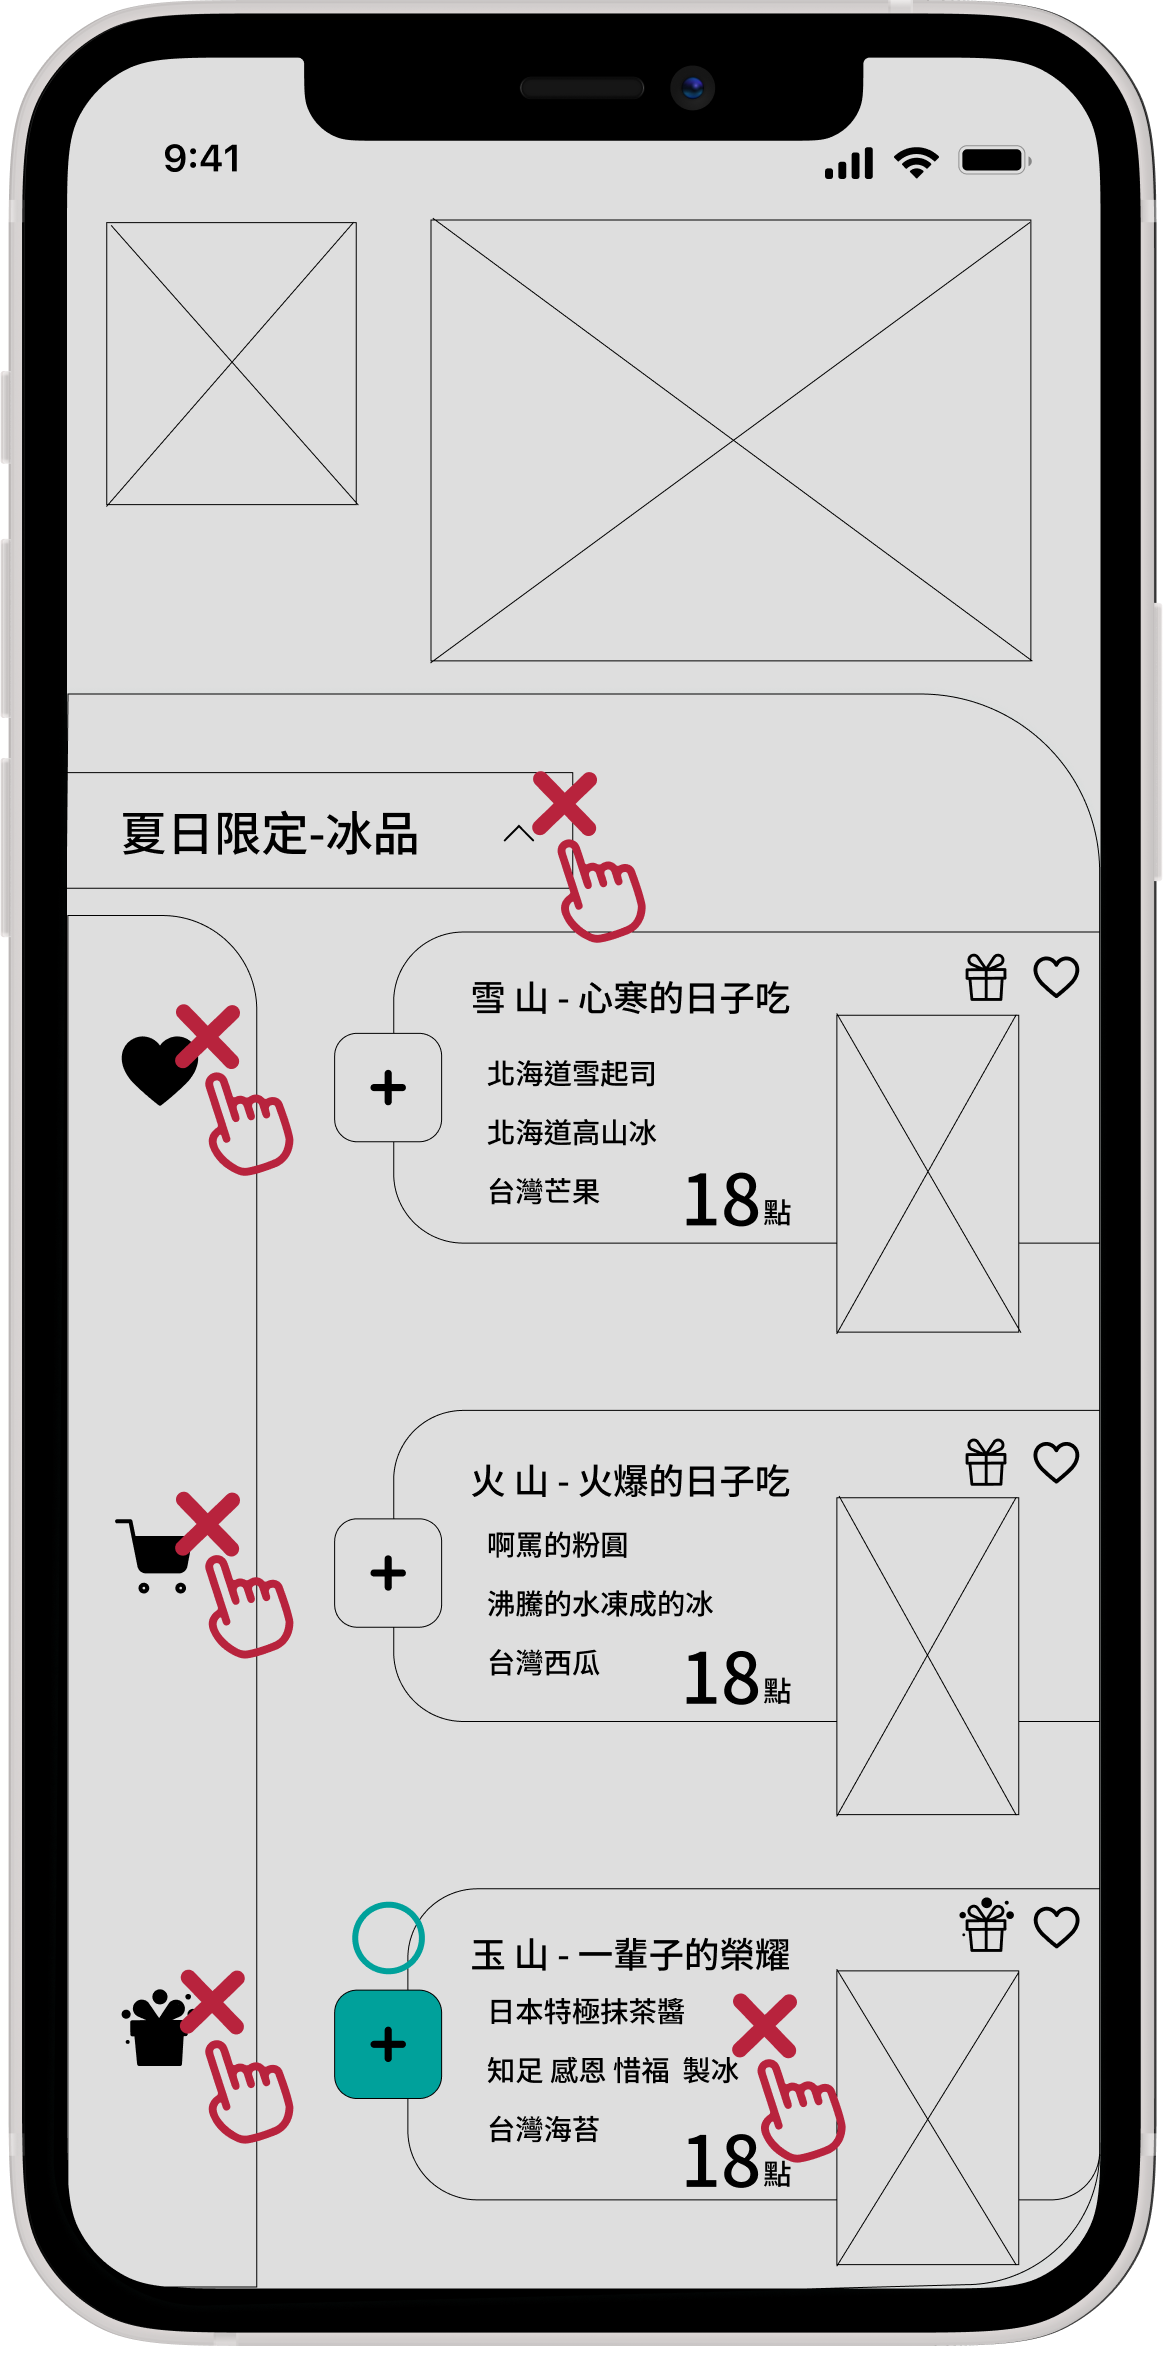 9:41
夏日限定-冰品
雪 山 - 心寒的日子吃
北海道雪起司
北海道高山冰
台灣芒果
18點
火 山 - 火爆的日子吃
啊罵的粉圓
沸騰的水凍成的冰
台灣西瓜
18點
玉 山 - 一輩子的榮耀
日本特極抹茶醬
知足 感恩 惜福 製冰
台灣海苔
18點